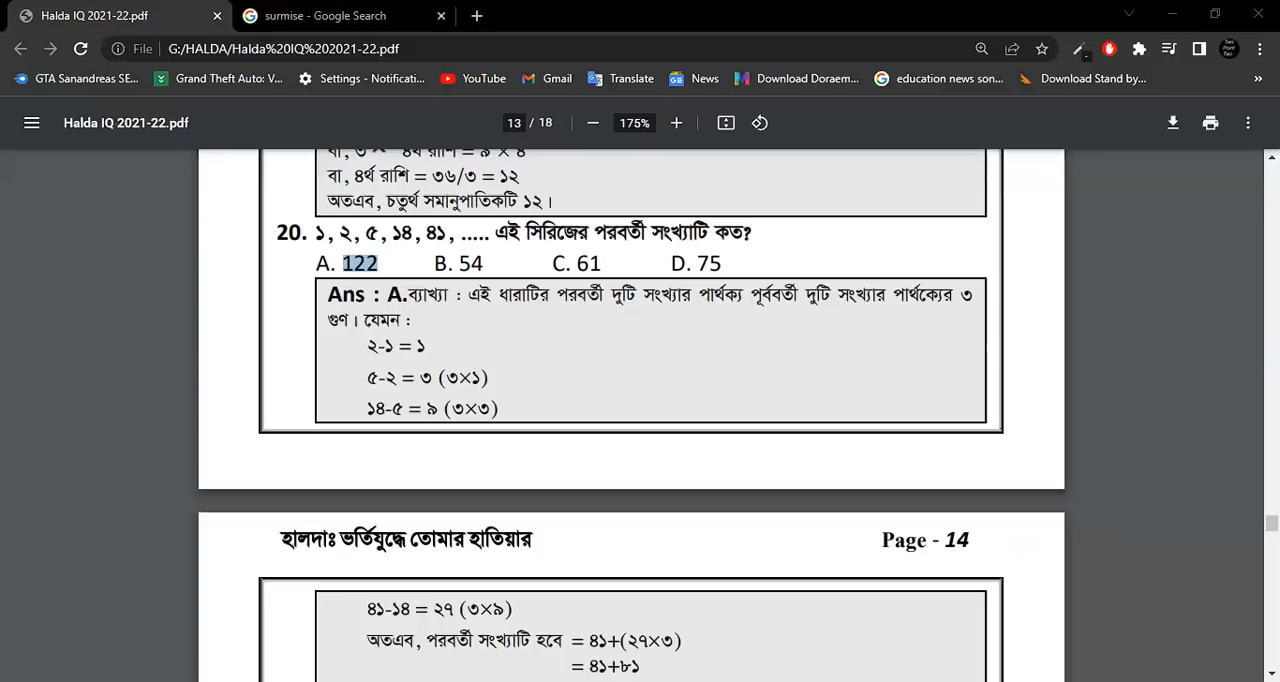 Halda IQ 2021-22.pdf
surmise - Google Search
File
G:/HALDA/Halda%20IQ%202021-22.pdf
Two Point Two
GTA Sanandreas SE...
Grand Theft Auto: V...
Settings - Notificati...
YouTube
Gmail
Translate
News
Download Doraem...
education news son...
Download Stand by...
»
Halda IQ 2021-22.pdf
13 / 18
175%
রাশি = ৯ × ৪
বা, ৪র্থ রাশি = ৩৬/৩ = ১২
অতএব, চতুর্থ সমানুপাতিকটি ১২।
20. ১, ২, ৫, ১৪, ৪১, ..... এই সিরিজের পরবর্তী সংখ্যাটি কত?
A. 122 B. 54 C. 61 D. 75
Ans : A.ব্যাখ্যা : এই ধারাটির পরবর্তী দুটি সংখ্যার পার্থক্য পূর্ববর্তী দুটি সংখ্যার পার্থক্যের ৩
গুণ। যেমন :
২-১ = ১
৫-২ = ৩ (৩×১)
১৪-৫ = ৯ (৩×৩)
হালদাঃ ভর্তিযুদ্ধে তোমার হাতিয়ার
Page - 14
৪১-১৪ = ২৭ (৩×৯)
অতএব, পরবর্তী সংখ্যাটি হবে = ৪১+(২৭×৩)
= ৪১+৮১